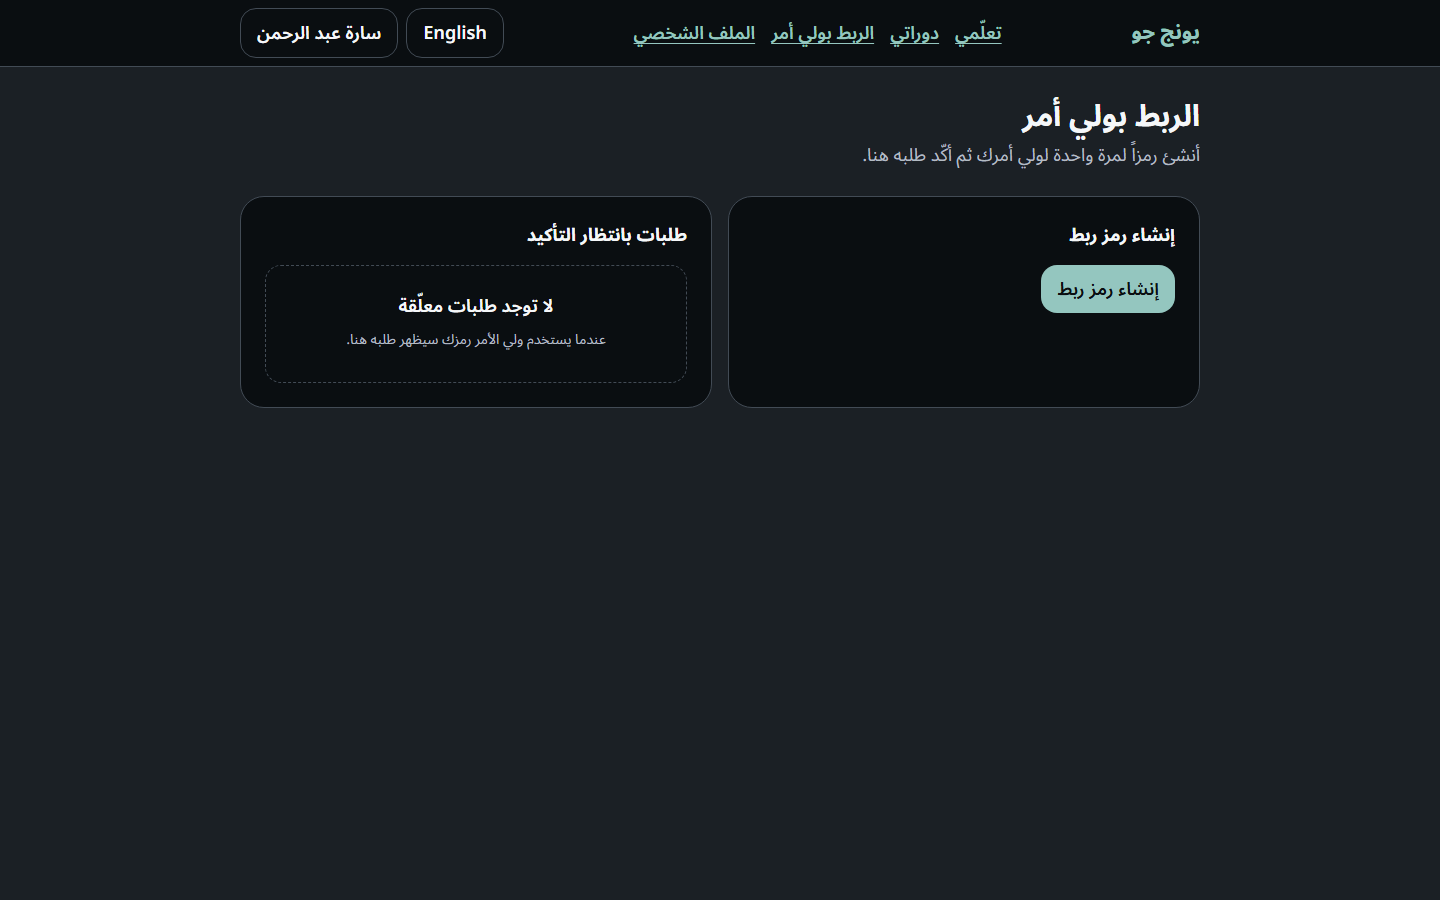 يونج جو
تعلّمي
دوراتي
الربط بولي أمر
الملف الشخصي
English
سارة عبد الرحمن
الربط بولي أمر
أنشئ رمزاً لمرة واحدة لولي أمرك ثم أكّد طلبه هنا.
إنشاء رمز ربط
إنشاء رمز ربط
طلبات بانتظار التأكيد
لا توجد طلبات معلّقة
عندما يستخدم ولي الأمر رمزك سيظهر طلبه هنا.